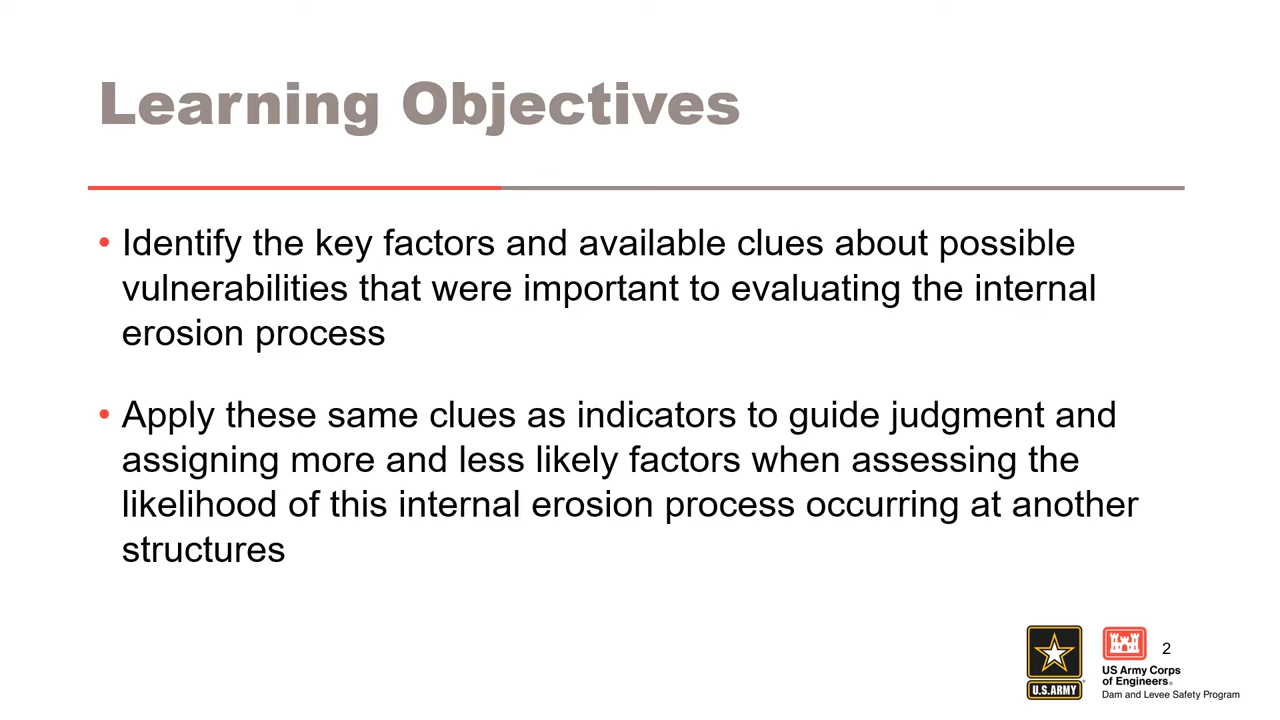 Learning Objectives
• Identify the key factors and available clues about possible
vulnerabilities that were important to evaluating the internal
erosion process
• Apply these same clues as indicators to guide judgment and
assigning more and less likely factors when assessing the
likelihood of this internal erosion process occurring at another
structures
U.S.ARMY
2
US Army Corps
of Engineers®
Dam and Levee Safety Program